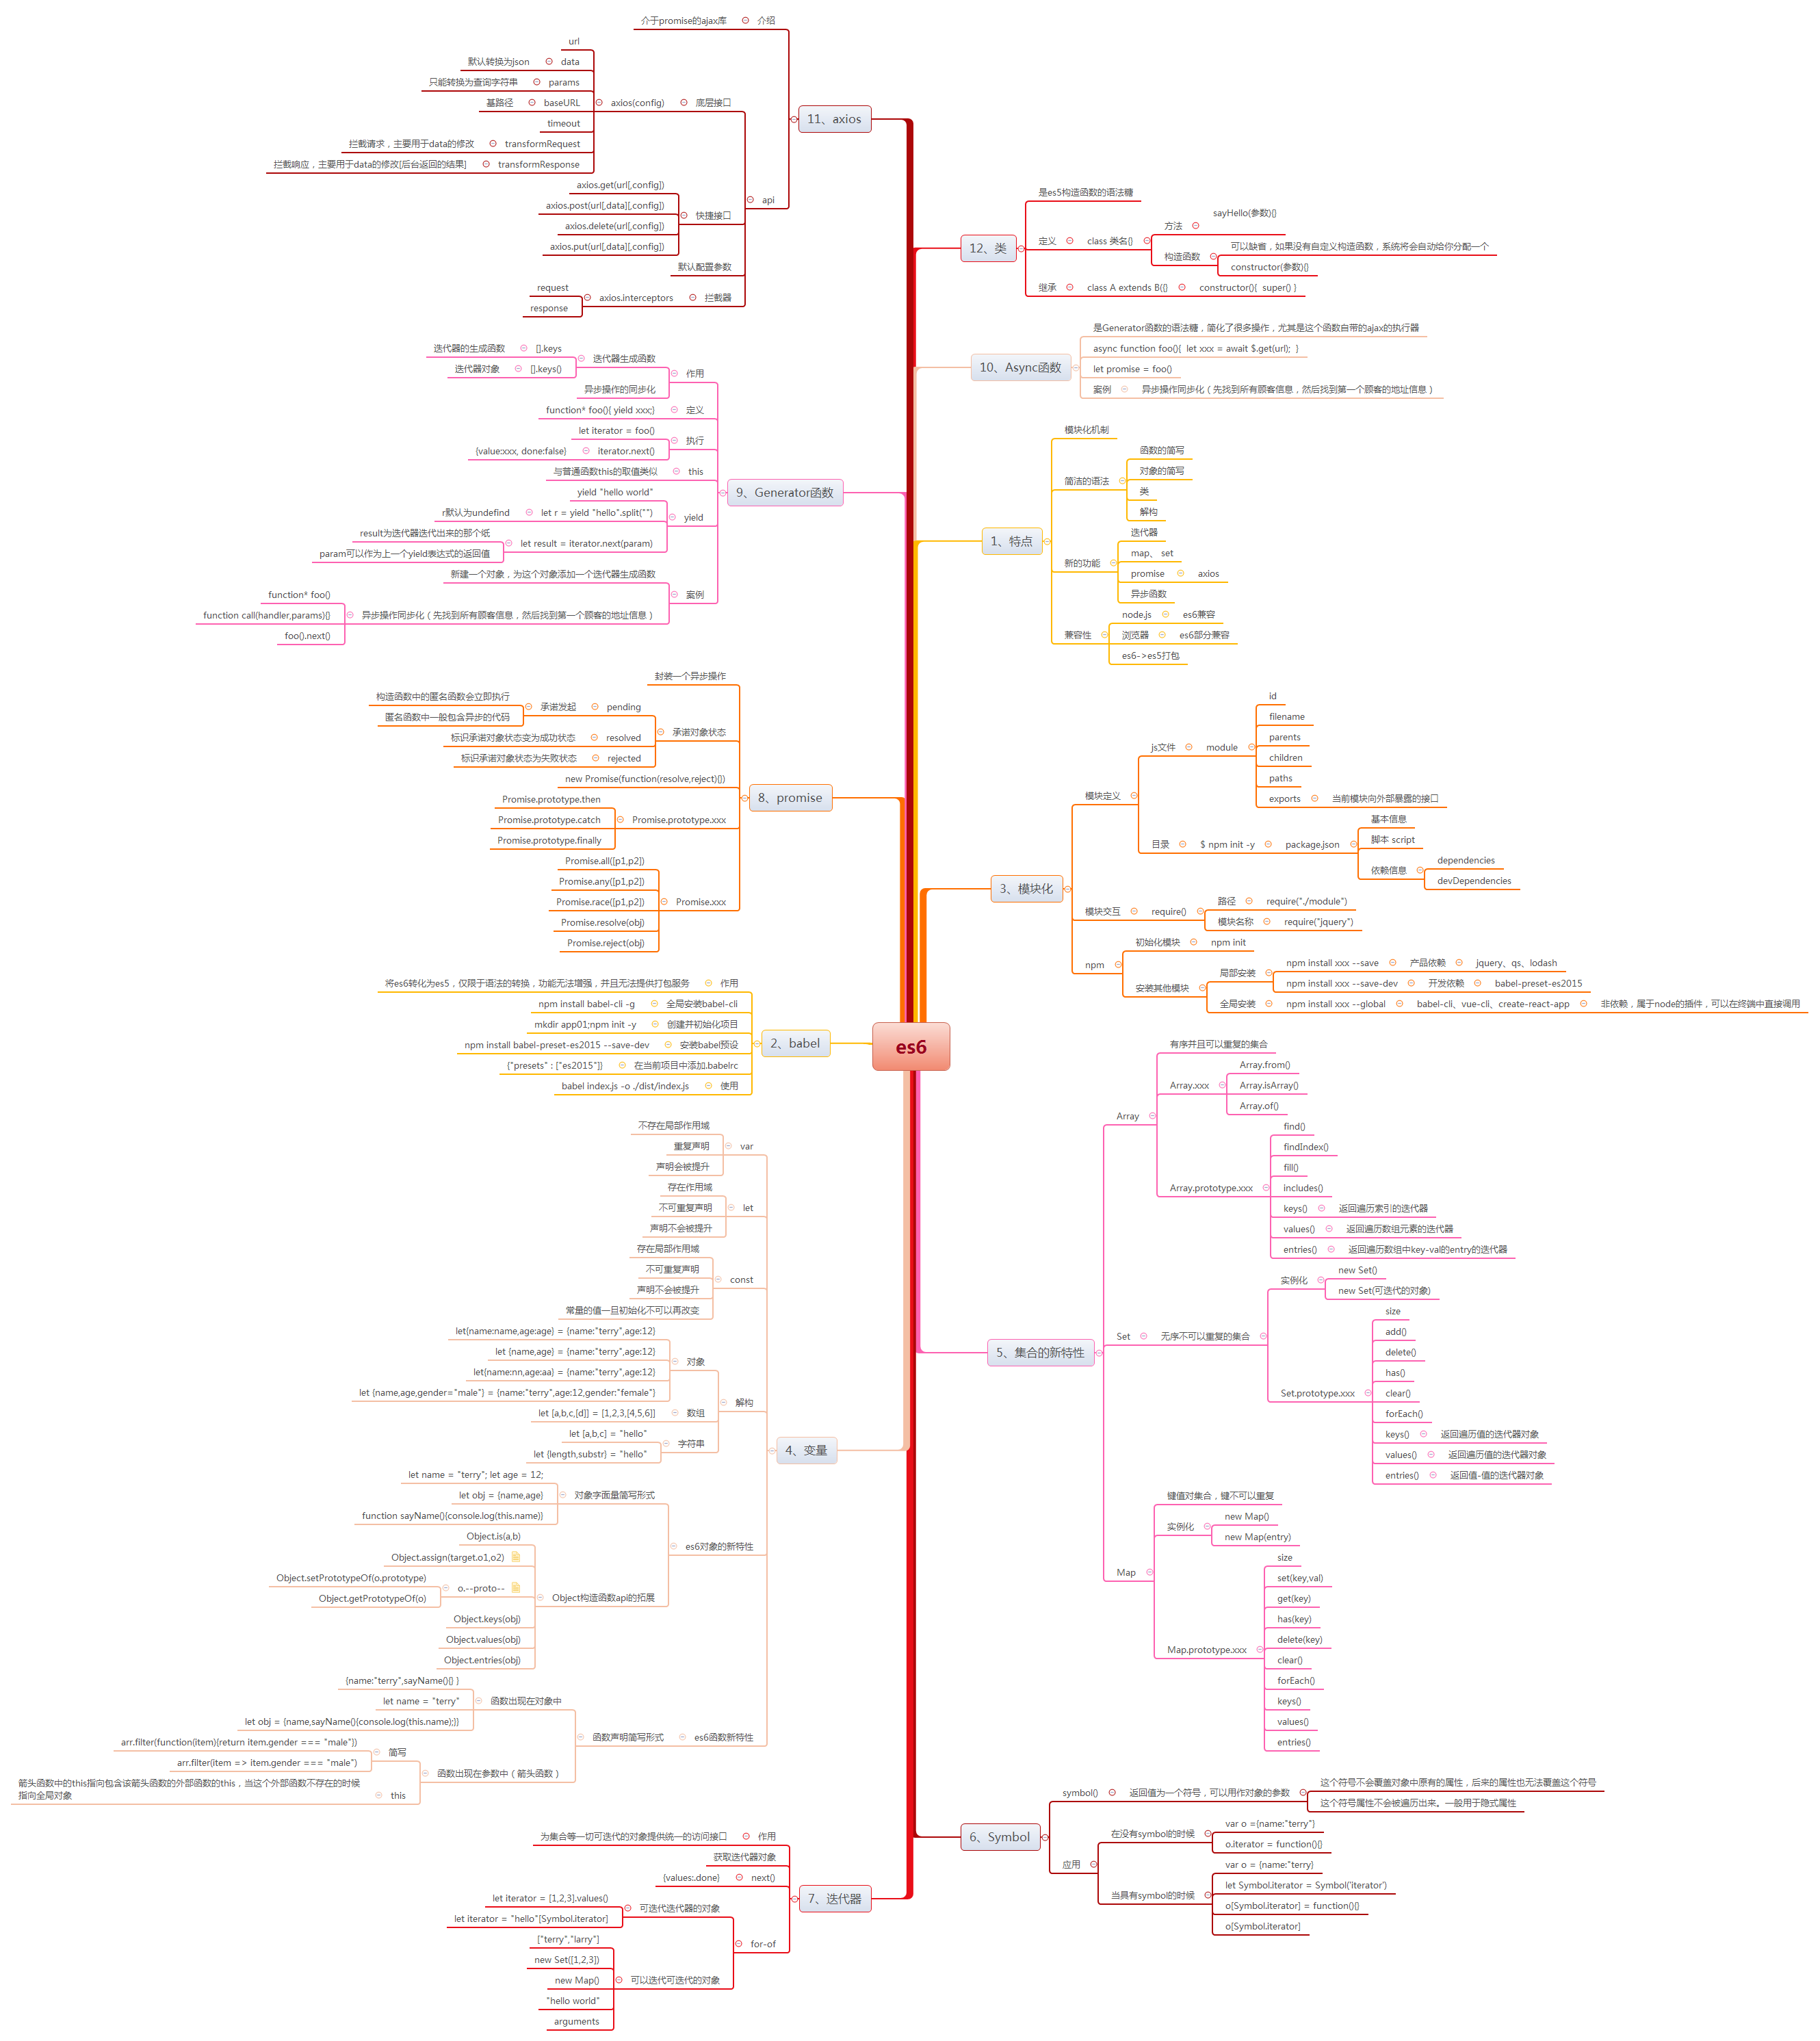 es6
1、特点
模块化机制
简洁的语法
函数的简写
对象的简写
类
解构
新的功能
迭代器
map、 set
promise
axios
异步函数
兼容性
node.js
es6兼容
浏览器
es6部分兼容
es6->es5打包
2、babel
作用
将es6转化为es5，仅限于语法的转换，功能无法增强，并且无法提供打包服务
全局安装babel-cli
npm install babel-cli -g
创建并初始化项目
mkdir app01;npm init -y
安装babel预设
npm install babel-preset-es2015 --save-dev
在当前项目中添加.babelrc
{"presets" : ["es2015"]}
使用
babel index.js -o ./dist/index.js
3、模块化
模块定义
js文件
module
id
filename
parents
children
paths
exports
当前模块向外部暴露的接口
目录
$ npm init -y
package.json
基本信息
脚本 script
依赖信息
dependencies
devDependencies
模块交互
require()
路径
require("./module")
模块名称
require("jquery")
npm
初始化模块
npm init
安装其他模块
局部安装
npm install xxx --save
产品依赖
jquery、qs、lodash
npm install xxx --save-dev
开发依赖
babel-preset-es2015
全局安装
npm install xxx --global
babel-cli、vue-cli、create-react-app
非依赖，属于node的插件，可以在终端中直接调用
4、变量
var
不存在局部作用域
重复声明
声明会被提升
let
存在作用域
不可重复声明
声明不会被提升
const
存在局部作用域
不可重复声明
声明不会被提升
常量的值一旦初始化不可以再改变
解构
对象
let{name:name,age:age} = {name:"terry",age:12}
let {name,age} = {name:"terry",age:12}
let{name:nn,age:aa} = {name:"terry",age:12}
let {name,age,gender="male"} = {name:"terry",age:12,gender:"female"}
数组
let [a,b,c,[d]] = [1,2,3,[4,5,6]]
字符串
let [a,b,c] = "hello"
let {length,substr} = "hello"
es6对象的新特性
对象字面量简写形式
let name = "terry"; let age = 12;
let obj = {name,age}
function sayName(){console.log(this.name)}
Object构造函数api的拓展
Object.is(a,b)
Object.assign(target.o1,o2)
o.--proto--
Object.setPrototypeOf(o.prototype)
Object.getPrototypeOf(o)
Object.keys(obj)
Object.values(obj)
Object.entries(obj)
es6函数新特性
函数声明简写形式
函数出现在对象中
{name:"terry",sayName(){} }
let name = "terry"
let obj = {name,sayName(){console.log(this.name);}}
函数出现在参数中（箭头函数）
简写
arr.filter(function(item){return item.gender === "male"})
arr.filter(item => item.gender === "male")
this
箭头函数中的this指向包含该箭头函数的外部函数的this，当这个外部函数不存在的时候
指向全局对象
5、集合的新特性
Array
有序并且可以重复的集合
Array.xxx
Array.from()
Array.isArray()
Array.of()
Array.prototype.xxx
find()
findIndex()
fill()
includes()
keys()
返回遍历索引的迭代器
values()
返回遍历数组元素的迭代器
entries()
返回遍历数组中key-val的entry的迭代器
Set
无序不可以重复的集合
实例化
new Set()
new Set(可迭代的对象)
Set.prototype.xxx
size
add()
delete()
has()
clear()
forEach()
keys()
返回遍历值的迭代器对象
values()
返回遍历值的迭代器对象
entries()
返回值-值的迭代器对象
Map
键值对集合，键不可以重复
实例化
new Map()
new Map(entry)
Map.prototype.xxx
size
set(key,val)
get(key)
has(key)
delete(key)
clear()
forEach()
keys()
values()
entries()
6、Symbol
symbol()
返回值为一个符号，可以用作对象的参数
这个符号不会覆盖对象中原有的属性，后来的属性也无法覆盖这个符号
这个符号属性不会被遍历出来。一般用于隐式属性
应用
在没有symbol的时候
var o ={name:"terry"}
o.iterator = function(){}
当具有symbol的时候
var o = {name:"terry}
let Symbol.iterator = Symbol('iterator')
o[Symbol.iterator] = function(){}
o[Symbol.iterator]
7、迭代器
作用
为集合等一切可迭代的对象提供统一的访问接口
获取迭代器对象
next()
{values:.done}
for-of
可迭代迭代器的对象
let iterator = [1,2,3].values()
let iterator = "hello"[Symbol.iterator]
可以迭代可迭代的对象
["terry","larry"]
new Set([1,2,3])
new Map()
"hello world"
arguments
8、promise
封装一个异步操作
承诺对象状态
pending
承诺发起
构造函数中的匿名函数会立即执行
匿名函数中一般包含异步的代码
resolved
标识承诺对象状态变为成功状态
rejected
标识承诺对象状态为失败状态
new Promise(function(resolve,reject){})
Promise.prototype.xxx
Promise.prototype.then
Promise.prototype.catch
Promise.prototype.finally
Promise.xxx
Promise.all([p1,p2])
Promise.any([p1,p2])
Promise.race([p1,p2])
Promise.resolve(obj)
Promise.reject(obj)
9、Generator函数
作用
迭代器生成函数
[].keys
迭代器的生成函数
[].keys()
迭代器对象
异步操作的同步化
定义
function* foo(){ yield xxx;}
执行
let iterator = foo()
iterator.next()
{value:xxx, done:false}
this
与普通函数this的取值类似
yield
yield "hello world"
let r = yield "hello".split("")
r默认为undefind
let result = iterator.next(param)
result为迭代器迭代出来的那个坻
param可以作为上一个yield表达式的返回值
案例
新建一个对象，为这个对象添加一个迭代器生成函数
异步操作同步化（先找到所有顾客信息，然后找到第一个顾客的地址信息）
function* foo()
function call(handler,params){}
foo().next()
10、Async函数
是Generator函数的语法糖，简化了很多操作，尤其是这个函数自带的ajax的执行器
async function foo(){ let xxx = await $.get(url); }
let promise = foo()
案例
异步操作同步化（先找到所有顾客信息，然后找到第一个顾客的地址信息）
11、axios
介绍
介于promise的ajax库
api
底层接口
axios(config)
url
data
默认转换为json
params
只能转换为查询字符串
baseURL
基路径
timeout
transformRequest
拦截请求，主要用于data的修改
transformResponse
拦截响应，主要用于data的修改[后台返回的结果]
快捷接口
axios.get(url[,config])
axios.post(url[,data][,config])
axios.delete(url[,config])
axios.put(url[,data][,config])
默认配置参数
拦截器
axios.interceptors
request
response
12、类
是es5构造函数的语法糖
定义
class 类名{}
方法
sayHello(参数){}
构造函数
可以缺省，如果没有自定义构造函数，系统将会自动给你分配一个
constructor(参数){}
继承
class A extends B({}
constructor(){ super() }